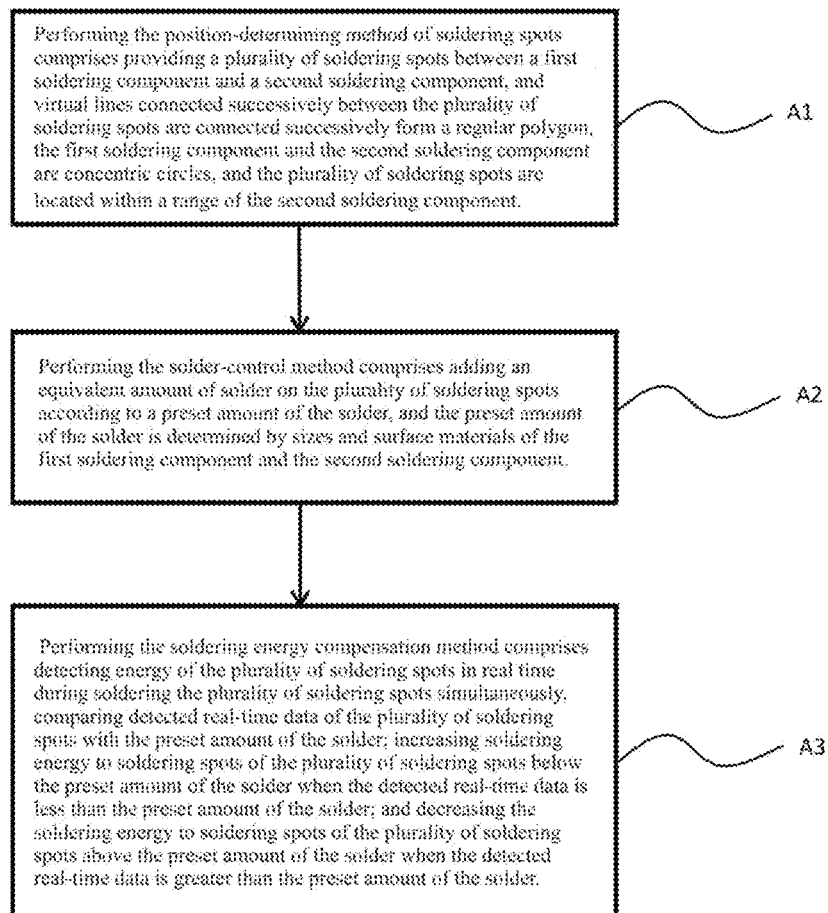 Performing the position-determining method of soldering spots
comprises providing a plurality of soldering spots between a first
soldering component and a second soldering component, and
virtual lines connected successively between the plurality of
soldering spots are connected successively form a regular polygon,
the first soldering component and the second soldering component
are concentric circles, and the plurality of soldering spots are
located within a range of the second soldering component.
A1
Performing the solder-control method comprises adding an
equivalent amount of solder on the plurality of soldering spots
according to a preset amount of the solder, and the preset amount
of the solder is determined by sizes and surface materials of the
first soldering component and the second soldering component.
A2
Performing the soldering energy compensation method comprises
detecting energy of the plurality of soldering spots in real time
during soldering the plurality of soldering spots simultaneously,
comparing detected real-time data of the plurality of soldering
spots with the preset amount of the solder; increasing soldering
energy to soldering spots of the plurality of soldering spots below
the preset amount of the solder when the detected real-time data is
less than the preset amount of the solder; and decreasing the
soldering energy to soldering spots of the plurality of soldering
spots above the preset amount of the solder when the detected
real-time data is greater than the preset amount of the solder.
A3